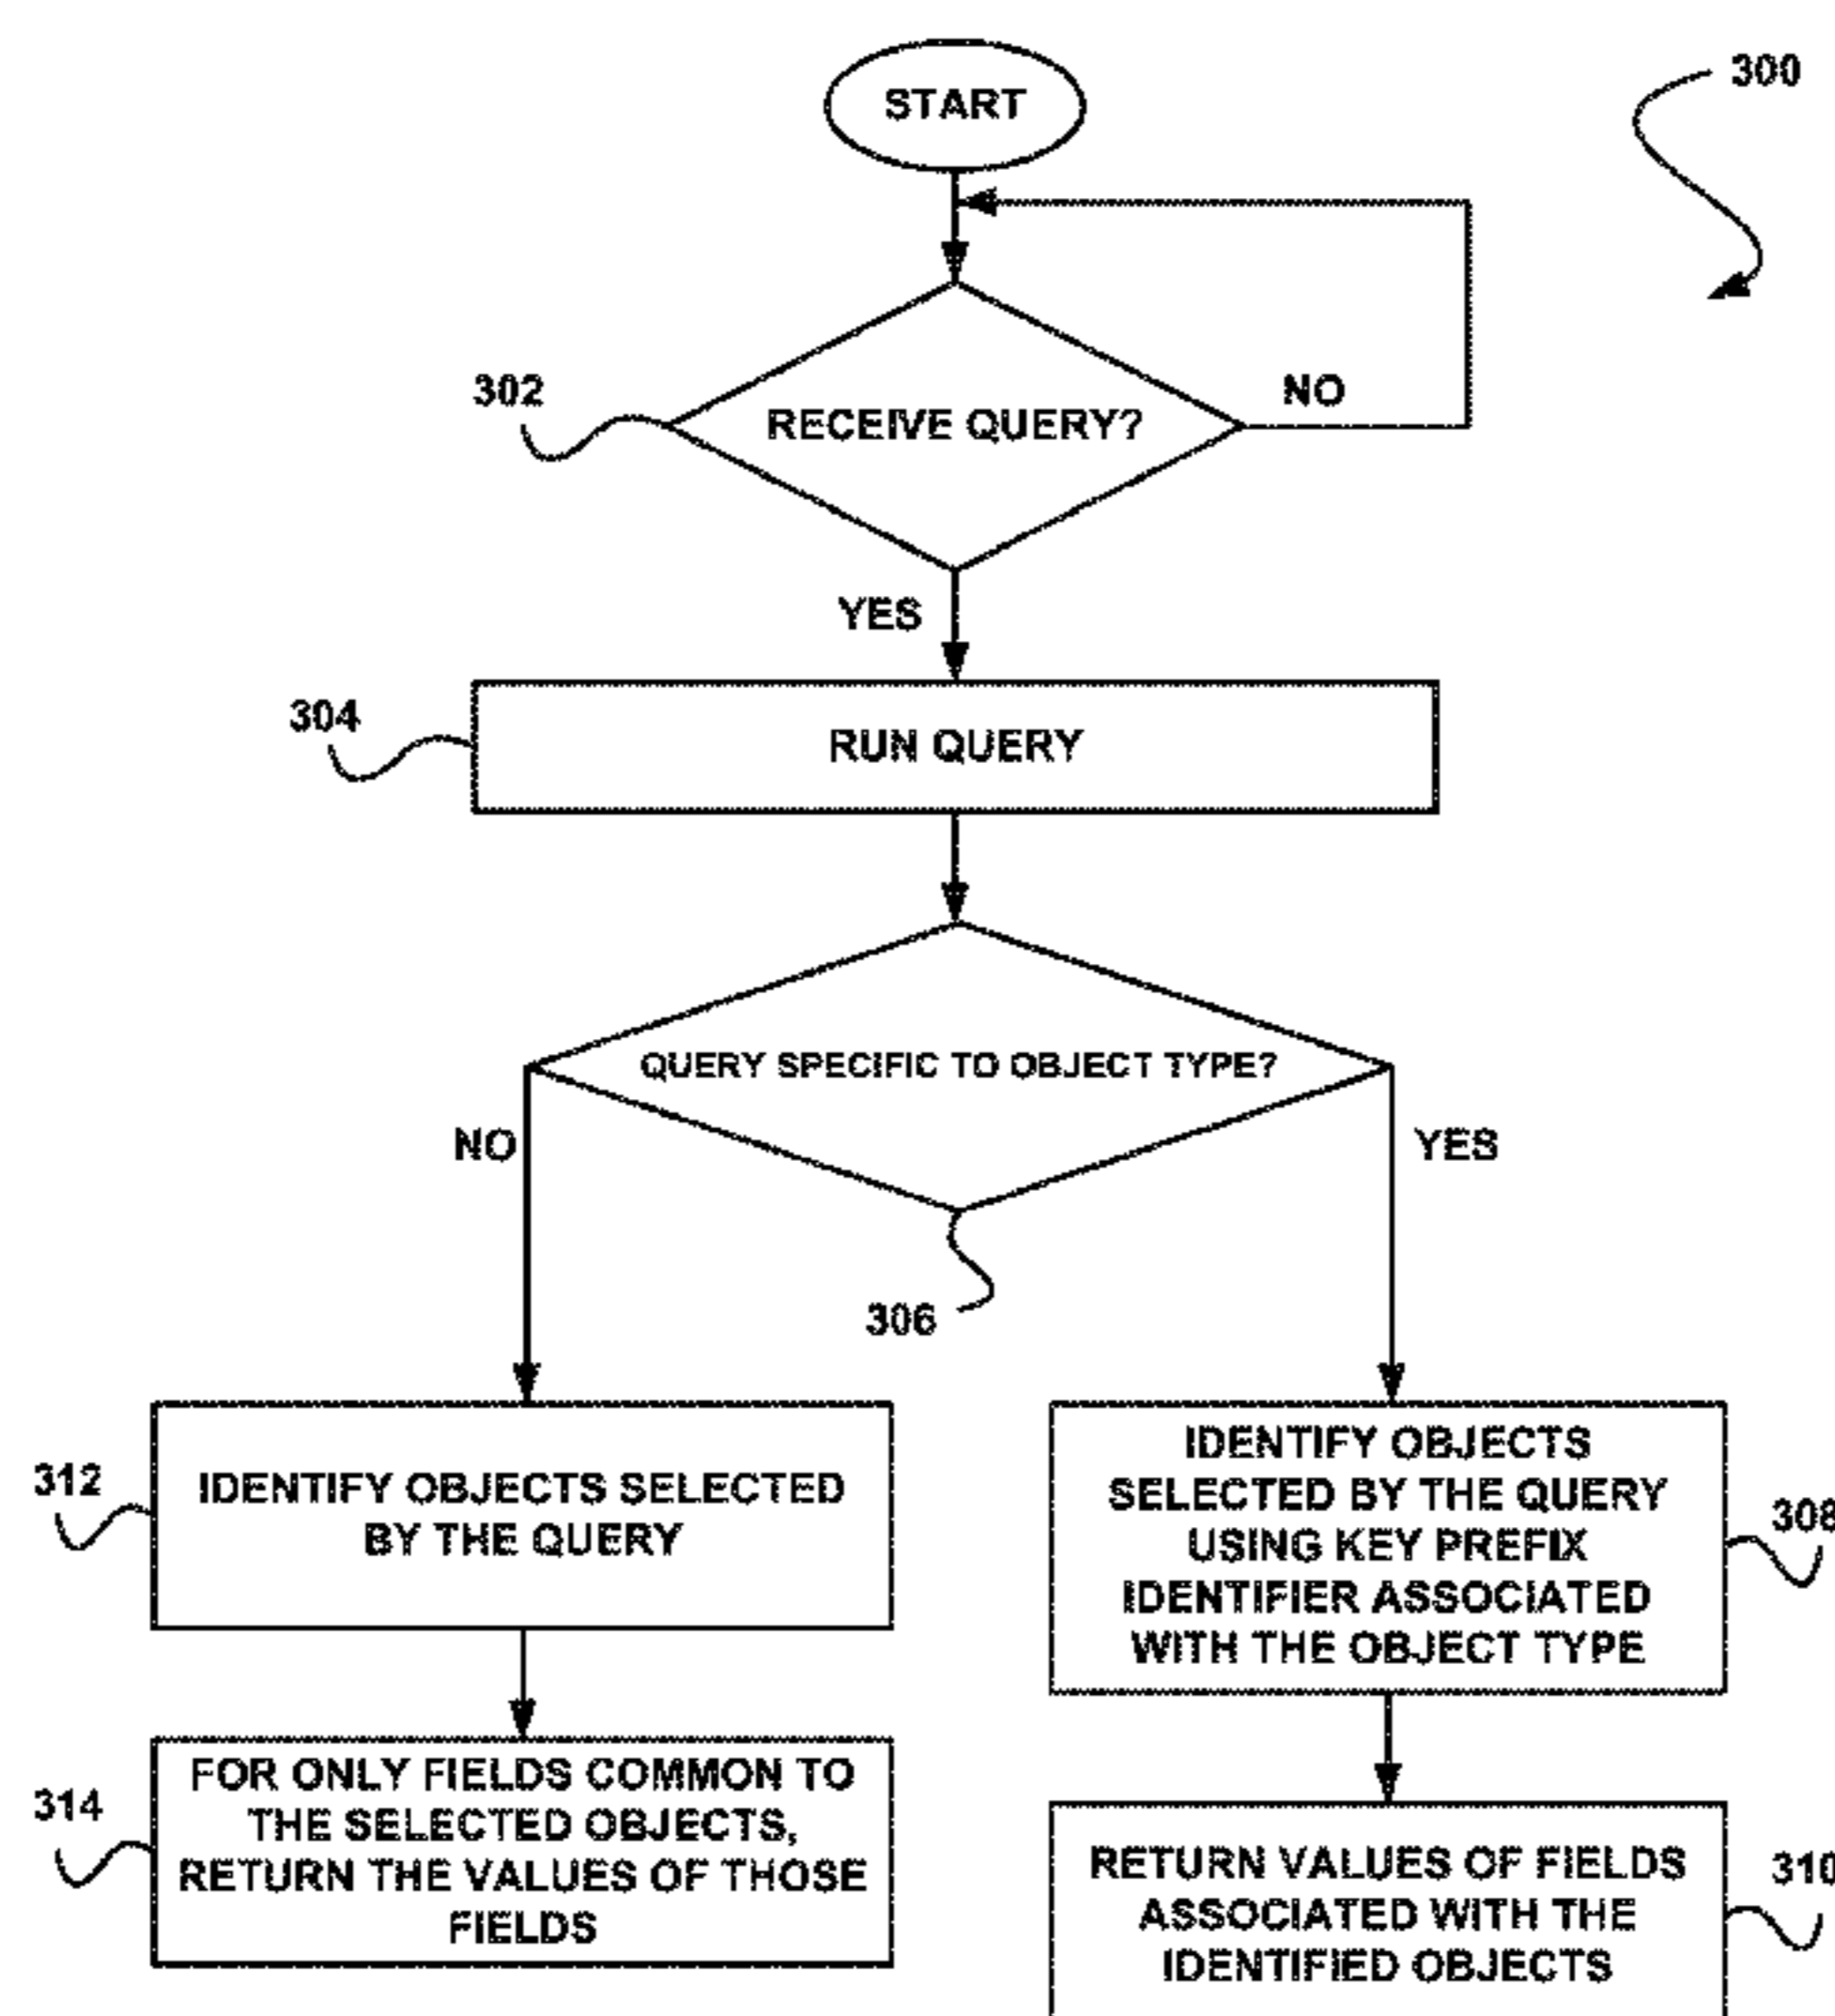 START
300
302
RECEIVE QUERY?
NO
YES
304
RUN QUERY
QUERY SPECIFIC TO OBJECT TYPE?
NO
YES
306
312
IDENTIFY OBJECTS SELECTED
BY THE QUERY
IDENTIFY OBJECTS
SELECTED BY THE QUERY
USING KEY PREFIX
IDENTIFIER ASSOCIATED
WITH THE OBJECT TYPE
308
314
FOR ONLY FIELDS COMMON TO
THE SELECTED OBJECTS,
RETURN THE VALUES OF THOSE
FIELDS
RETURN VALUES OF FIELDS
ASSOCIATED WITH THE
IDENTIFIED OBJECTS
310